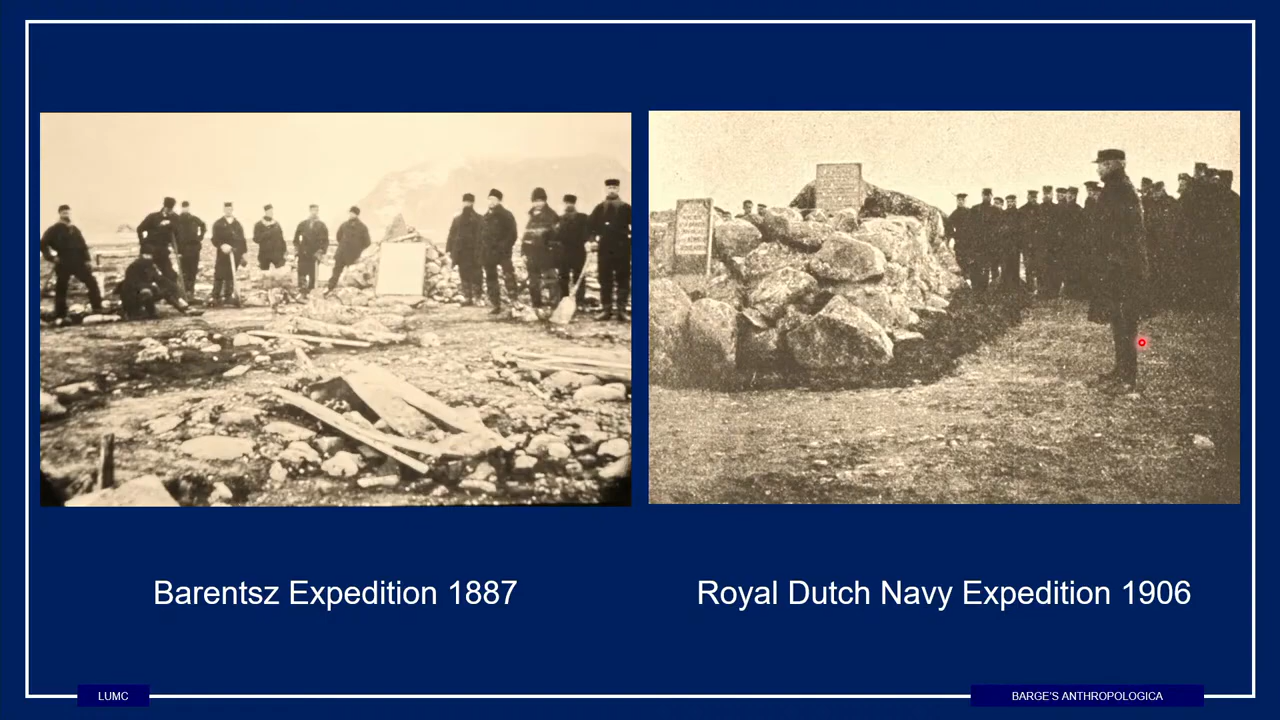 Barentsz Expedition 1887
Royal Dutch Navy Expedition 1906
LUMC
BARGE'S ANTHROPOLOGICA